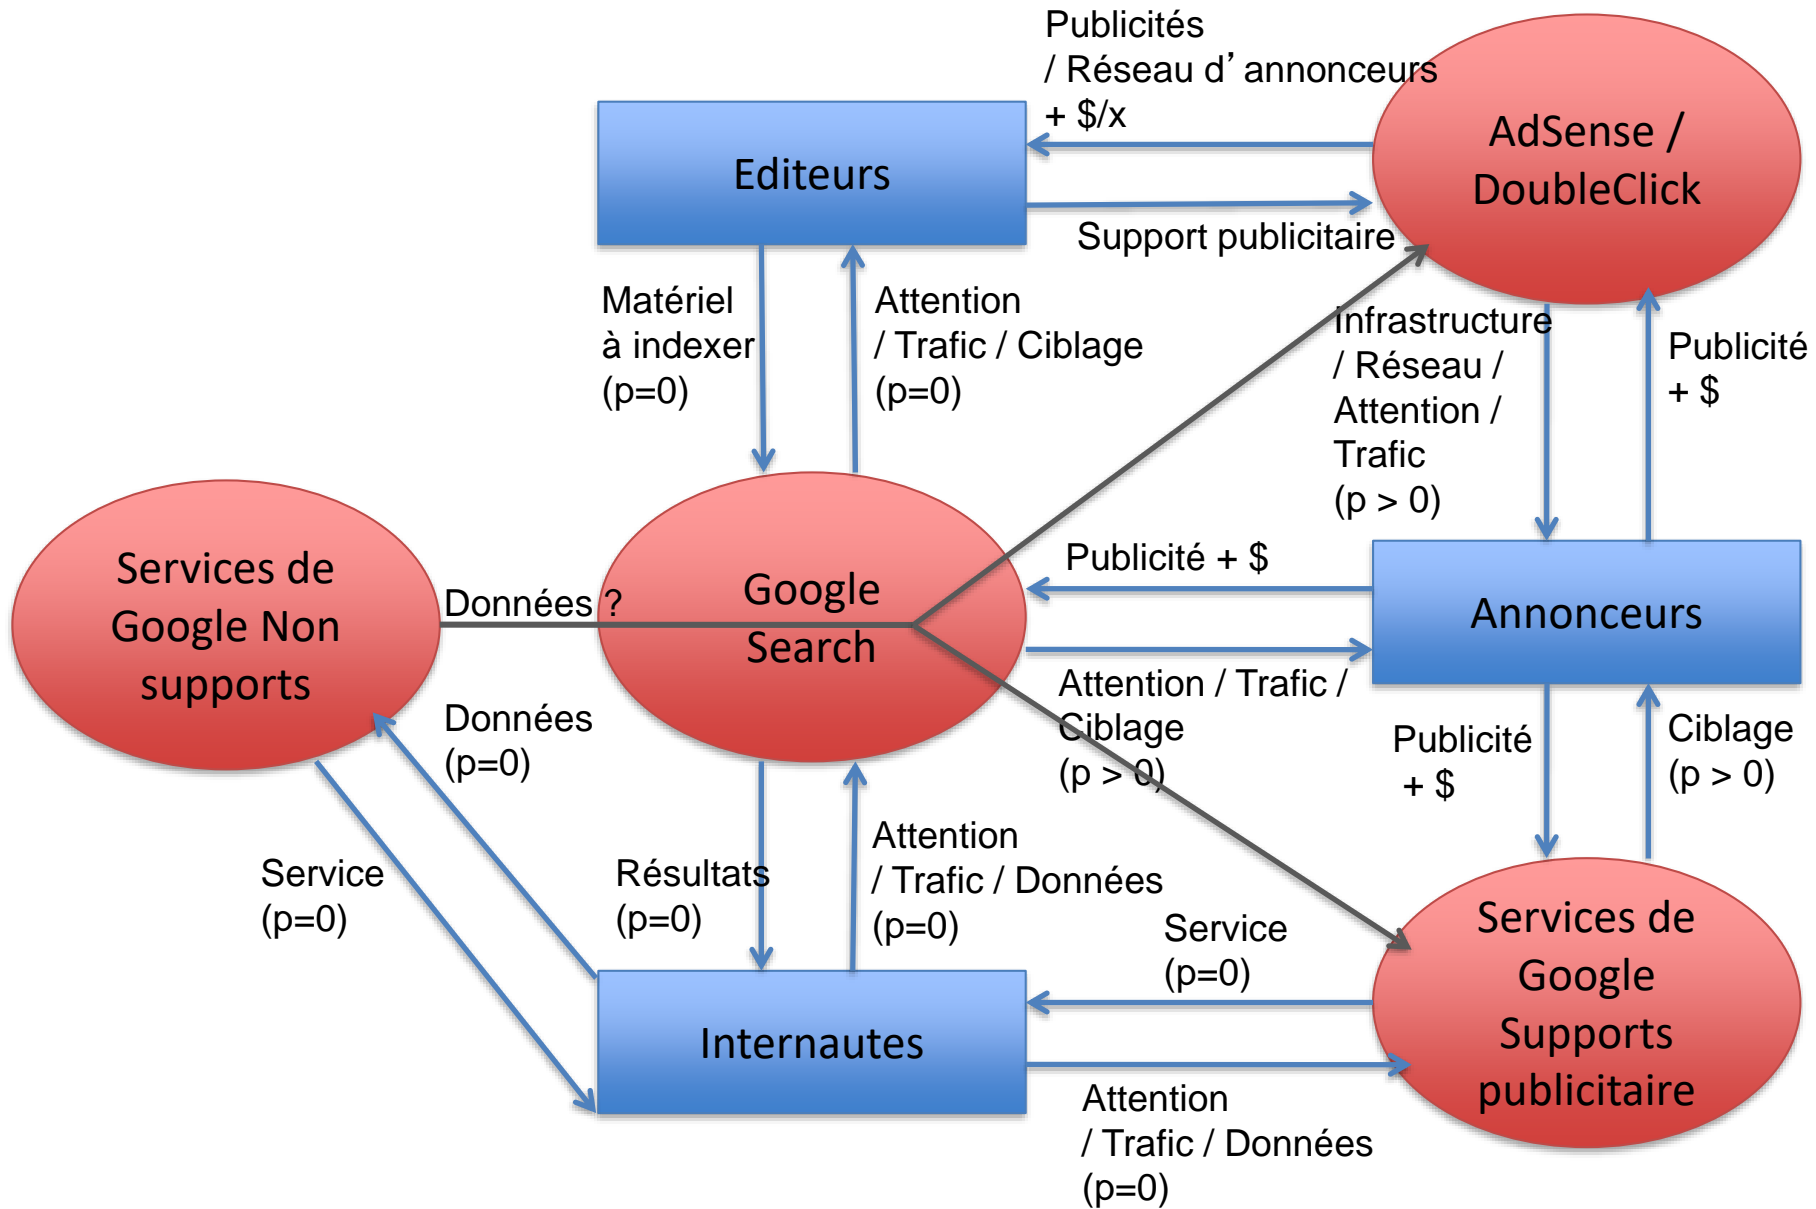 Publicités
/ Réseau d’ annonceurs
+ $/x
AdSense /
DoubleClick
Editeurs
Support publicitaire
Matériel
à indexer
(p=0)
Attention
/ Trafic / Ciblage
(p=0)
Infrastructure
/ Réseau /
Attention /
Trafic
(p > 0)
Publicité
+ $
Services de
Google Non
supports
Données ?
Google
Search
Publicité + $
Annonceurs
Attention / Trafic /
Ciblage
(p > 0)
Données
(p=0)
Publicité
+ $
Ciblage
(p > 0)
Service
(p=0)
Résultats
(p=0)
Attention
/ Trafic / Données
(p=0)
Service
(p=0)
Services de
Google
Supports
publicitaire
Internautes
Attention
/ Trafic / Données
(p=0)